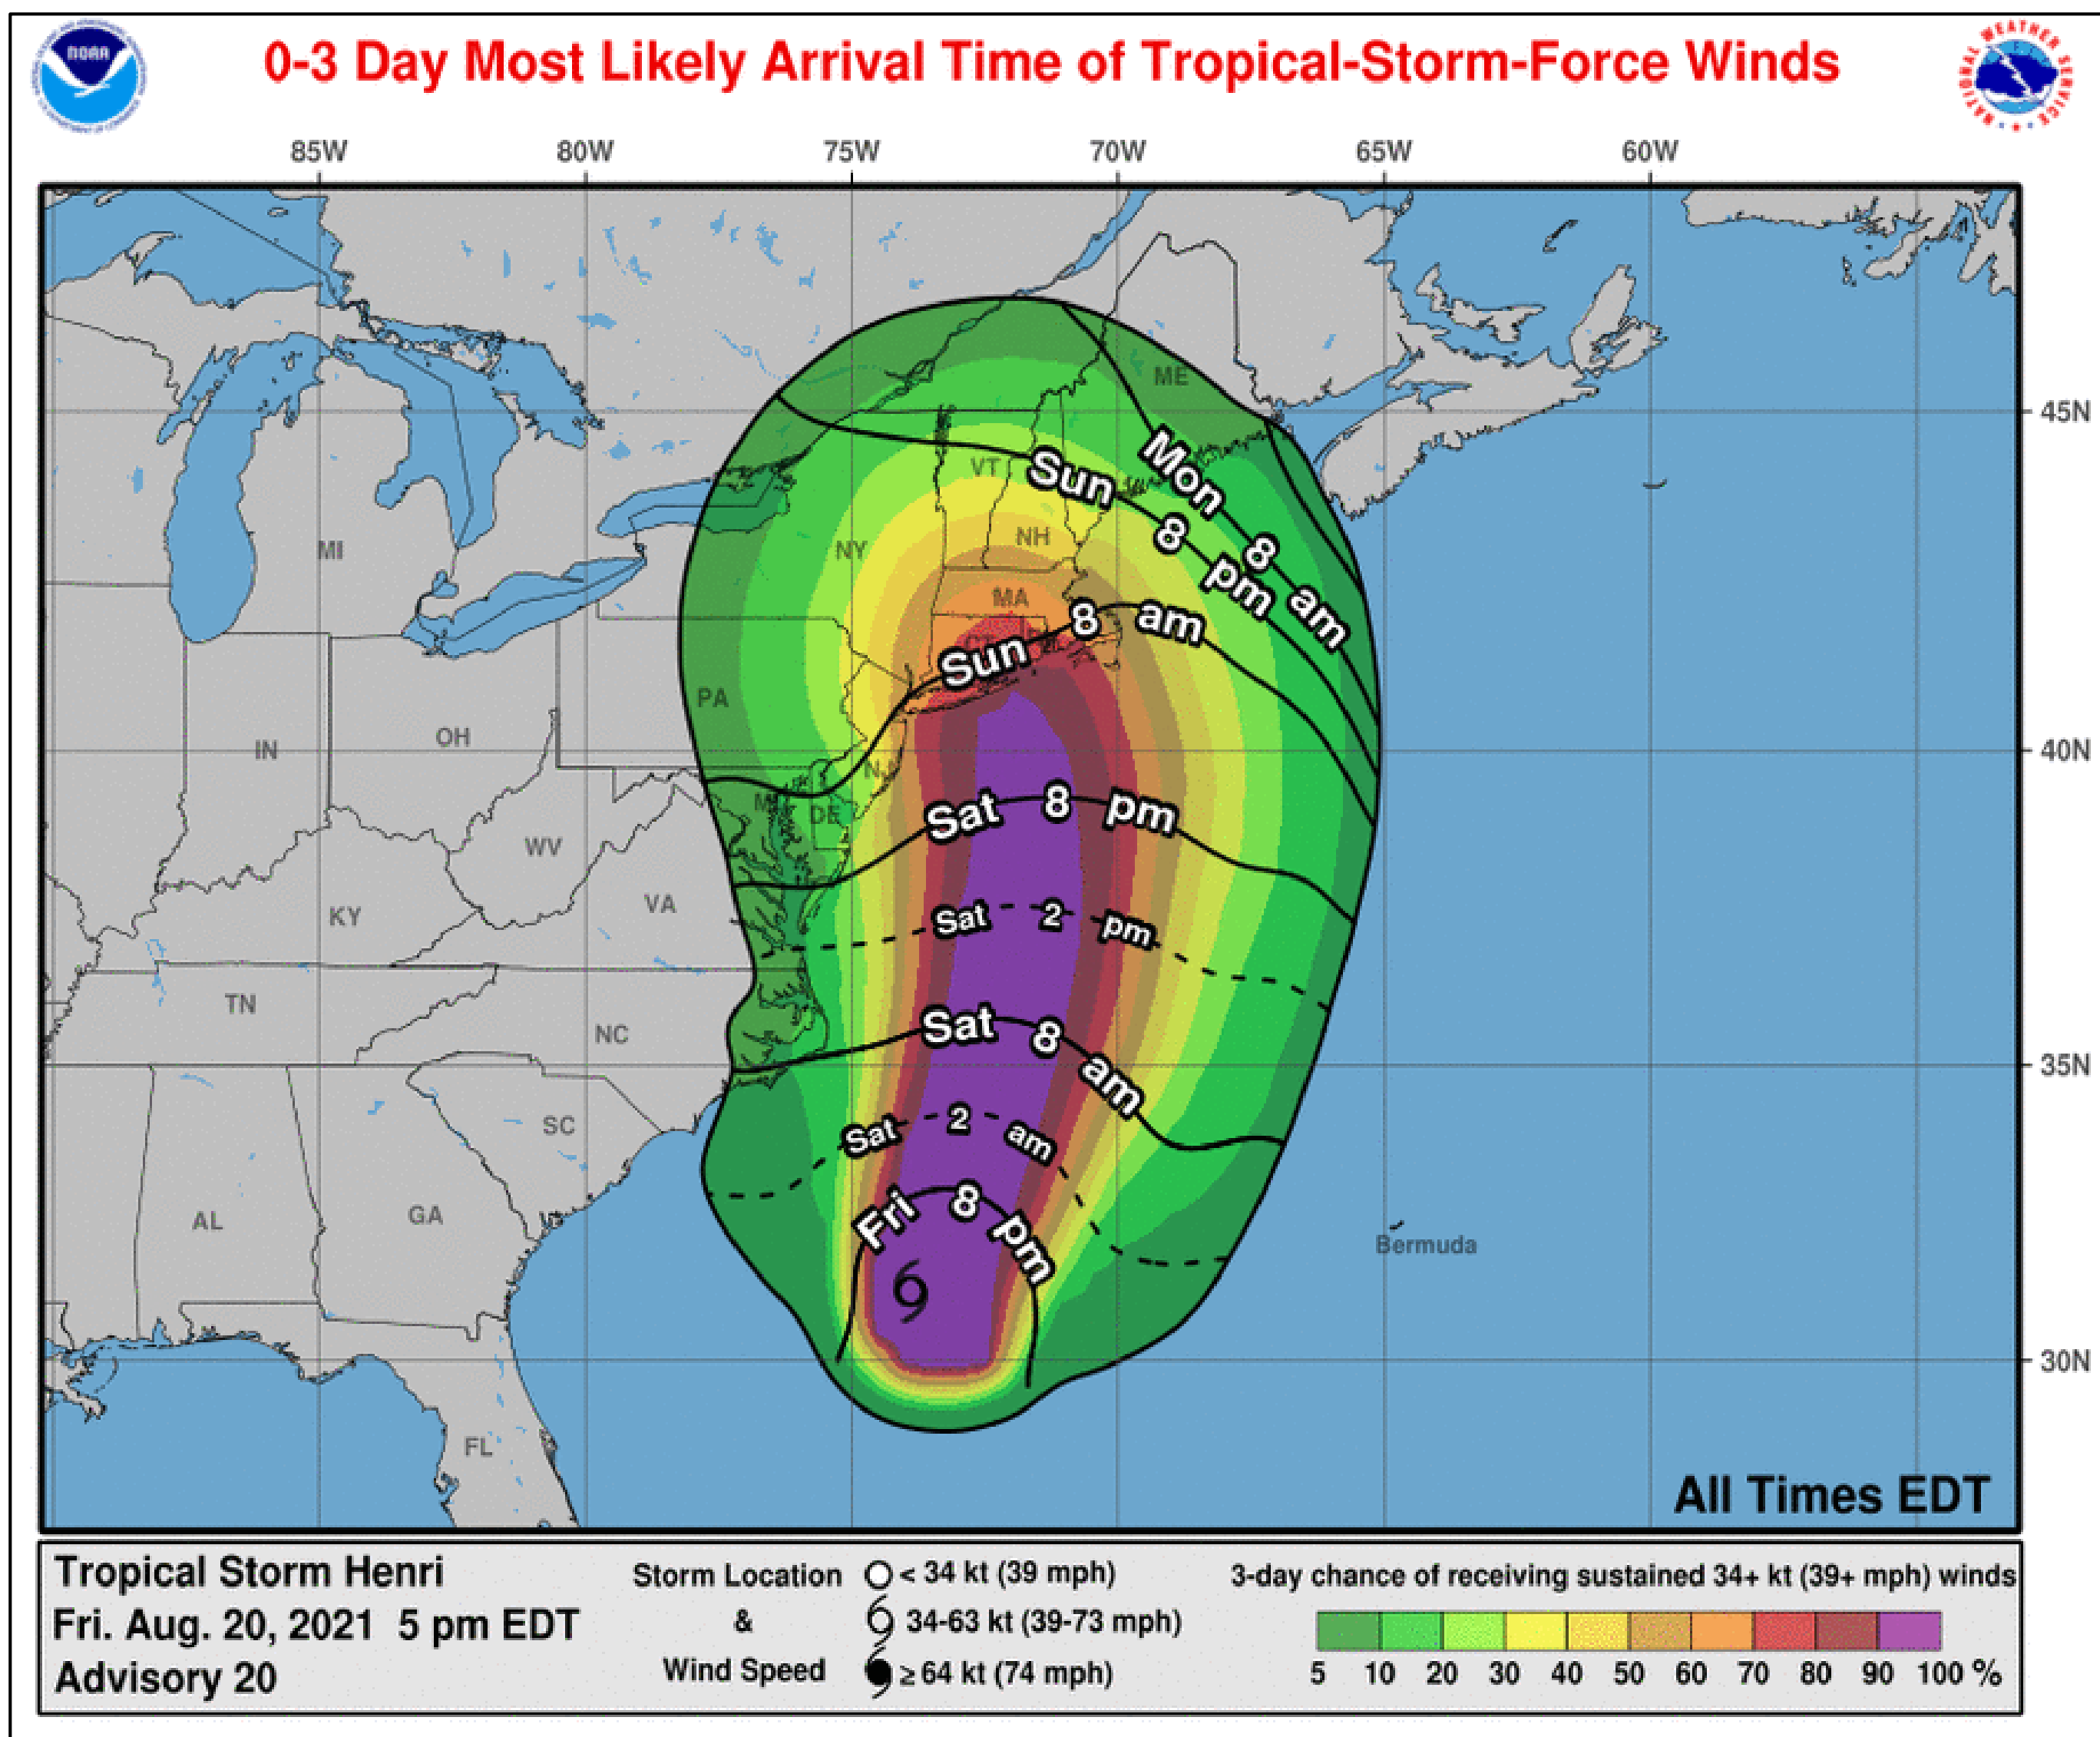 0-3 Day Most Likely Arrival Time of Tropical-Storm-Force Winds
NOAA
NATIONAL WEATHER SERVICE
85W 80W 75W 70W 65W 60W
45N
40N
35N
30N
ME
VT
NH
NY
MA
MI
PA
OH
IN
NJ
DE
WV
VA
KY
TN
NC
SC
AL
GA
FL
Bermuda
Mon 8 am
Sun 8 pm
Sun 8 am
Sat 8 pm
Sat 2 pm
Sat 8 am
Sat 2 am
Fri 8 pm
All Times EDT
Tropical Storm Henri
Fri. Aug. 20, 2021 5 pm EDT
Advisory 20
Storm Location
&
Wind Speed
< 34 kt (39 mph)
34-63 kt (39-73 mph)
≥ 64 kt (74 mph)
3-day chance of receiving sustained 34+ kt (39+ mph) winds
5 10 20 30 40 50 60 70 80 90 100 %